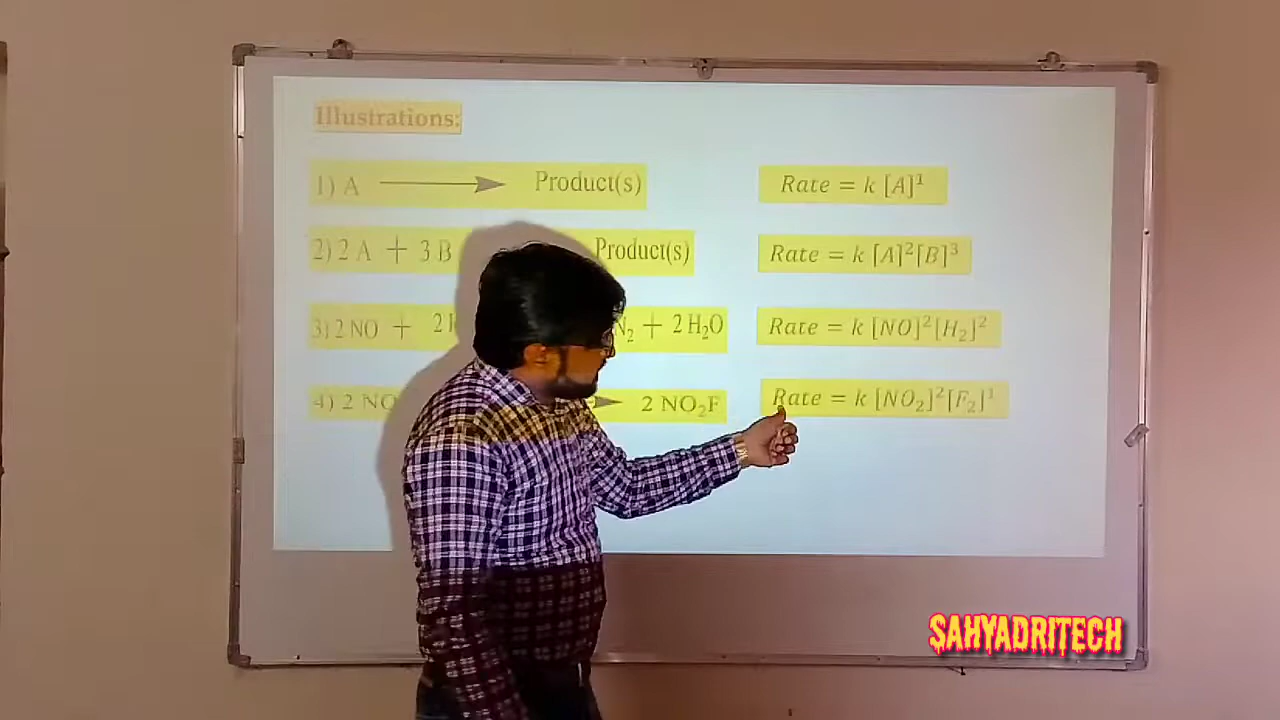 Illustrations:
1) A ⟶ Product(s) Rate = k [A]¹
2) 2 A + 3 B Product(s) Rate = k [A]²[B]³
3) 2 NO + 2 N₂ + 2 H₂O Rate = k [NO]²[H₂]²
4) 2 NO ⟶ 2 NO₂F Rate = k [NO₂]²[F₂]¹
SAHYADRITECH